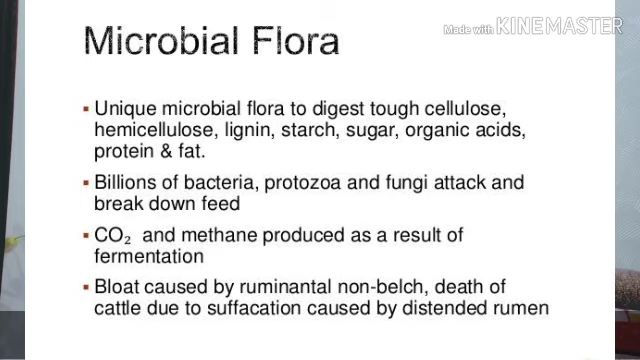 Made with KINEMASTER
Microbial Flora
▪ Unique microbial flora to digest tough cellulose,
hemicellulose, lignin, starch, sugar, organic acids,
protein & fat.
▪ Billions of bacteria, protozoa and fungi attack and
break down feed
▪ CO₂ and methane produced as a result of
fermentation
▪ Bloat caused by ruminantal non-belch, death of
cattle due to suffacation caused by distended rumen